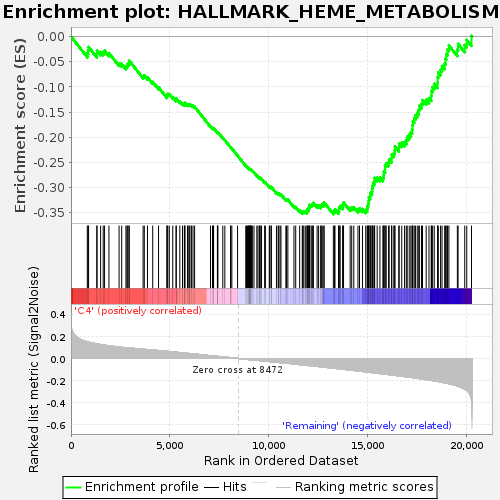 Enrichment plot: HALLMARK_HEME_METABOLISM
Enrichment score (ES)
0.00
-0.05
-0.10
-0.15
-0.20
-0.25
-0.30
-0.35
Ranked list metric (Signal2Noise)
'C4' (positively correlated)
0.4
0.2
0.0
-0.2
-0.4
-0.6
Zero cross at 8472
'Remaining' (negatively correlated)
0
5,000
10,000
15,000
20,000
Rank in Ordered Dataset
Enrichment profile
Hits
Ranking metric scores